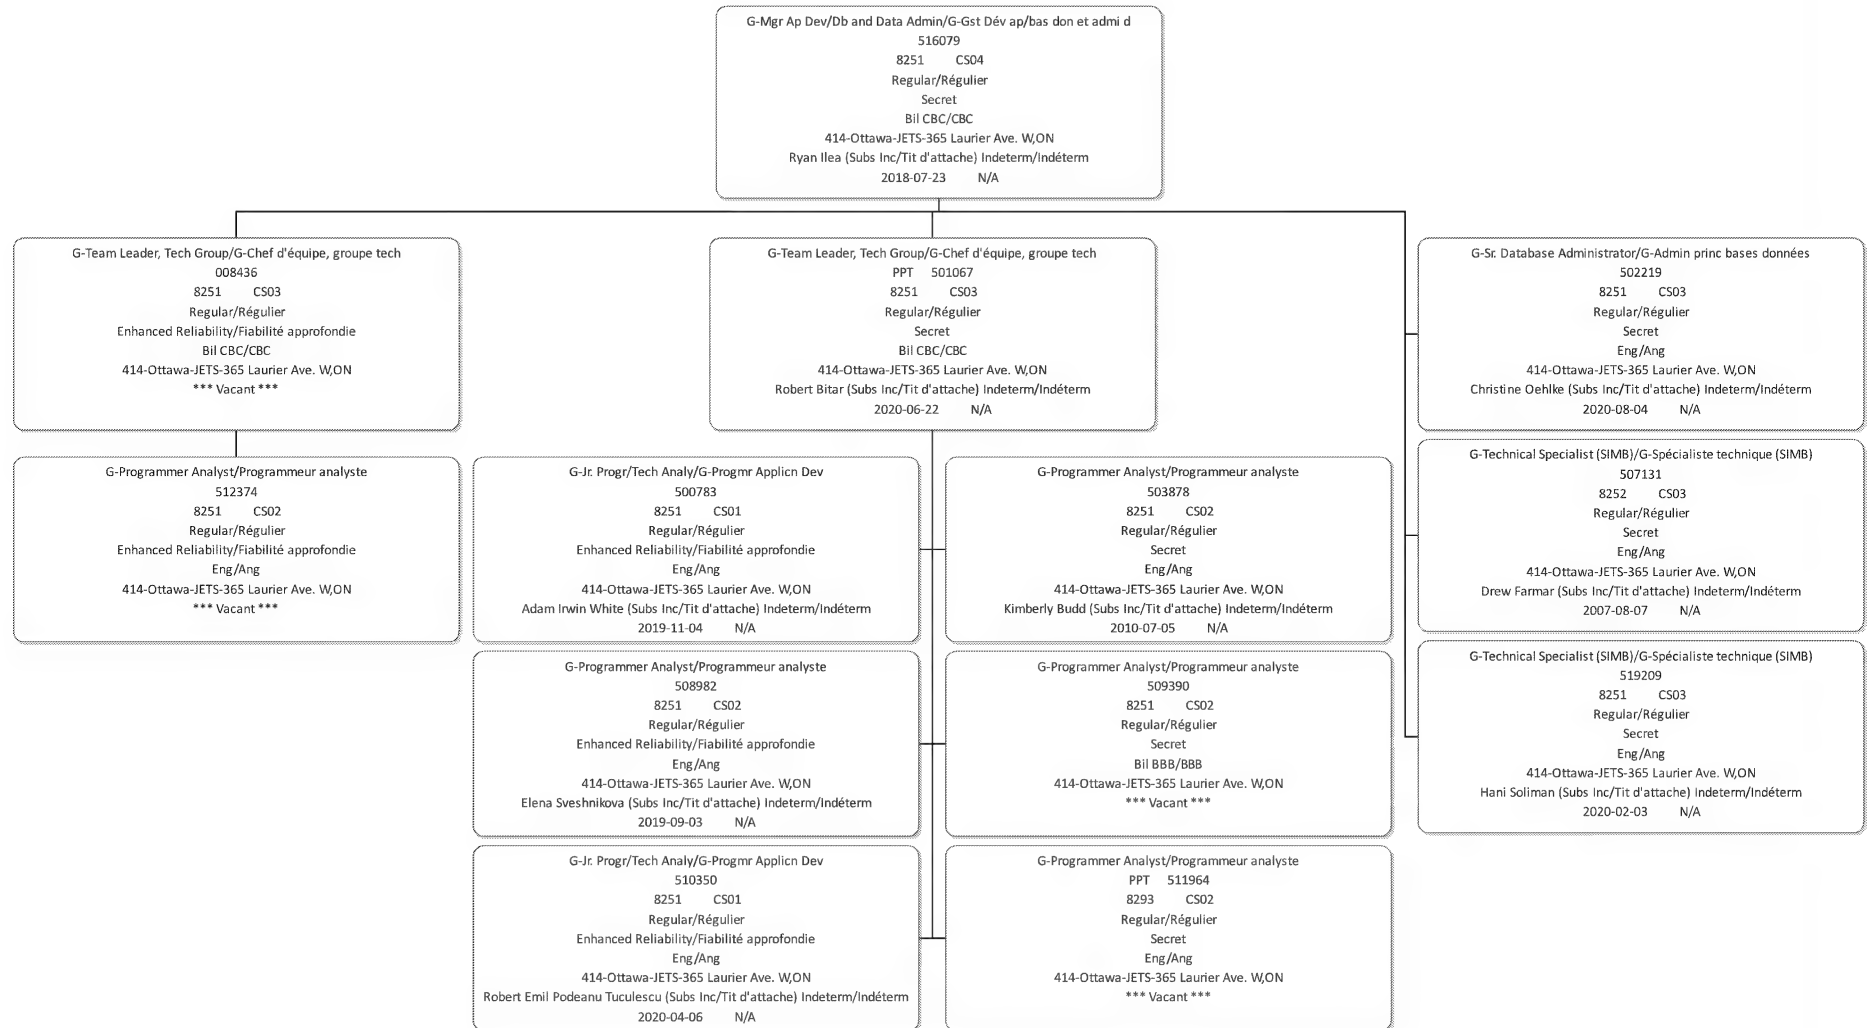 G-Mgr Ap Dev/Db and Data Admin/G-Gst Dév ap/bas don et admi d
516079
8251 CS04
Regular/Régulier
Secret
Bil CBC/CBC
414-Ottawa-JETS-365 Laurier Ave. W,ON
Ryan Ilea (Subs Inc/Tit d'attache) Indeterm/Indéterm
2018-07-23 N/A
G-Team Leader, Tech Group/G-Chef d'équipe, groupe tech
008436
8251 CS03
Regular/Régulier
Enhanced Reliability/Fiabilité approfondie
Bil CBC/CBC
414-Ottawa-JETS-365 Laurier Ave. W,ON
*** Vacant ***
G-Team Leader, Tech Group/G-Chef d'équipe, groupe tech
PPT 501067
8251 CS03
Regular/Régulier
Secret
Bil CBC/CBC
414-Ottawa-JETS-365 Laurier Ave. W,ON
Robert Bitar (Subs Inc/Tit d'attache) Indeterm/Indéterm
2020-06-22 N/A
G-Sr. Database Administrator/G-Admin princ bases données
502219
8251 CS03
Regular/Régulier
Secret
Eng/Ang
414-Ottawa-JETS-365 Laurier Ave. W,ON
Christine Oehlke (Subs Inc/Tit d'attache) Indeterm/Indéterm
2020-08-04 N/A
G-Programmer Analyst/Programmeur analyste
512374
8251 CS02
Regular/Régulier
Enhanced Reliability/Fiabilité approfondie
Eng/Ang
414-Ottawa-JETS-365 Laurier Ave. W,ON
*** Vacant ***
G-Jr. Progr/Tech Analy/G-Progmr Applicn Dev
500783
8251 CS01
Regular/Régulier
Enhanced Reliability/Fiabilité approfondie
Eng/Ang
414-Ottawa-JETS-365 Laurier Ave. W,ON
Adam Irwin White (Subs Inc/Tit d'attache) Indeterm/Indéterm
2019-11-04 N/A
G-Programmer Analyst/Programmeur analyste
503878
8251 CS02
Regular/Régulier
Secret
Eng/Ang
414-Ottawa-JETS-365 Laurier Ave. W,ON
Kimberly Budd (Subs Inc/Tit d'attache) Indeterm/Indéterm
2010-07-05 N/A
G-Technical Specialist (SIMB)/G-Spécialiste technique (SIMB)
507131
8252 CS03
Regular/Régulier
Secret
Eng/Ang
414-Ottawa-JETS-365 Laurier Ave. W,ON
Drew Farmar (Subs Inc/Tit d'attache) Indeterm/Indéterm
2007-08-07 N/A
G-Programmer Analyst/Programmeur analyste
508982
8251 CS02
Regular/Régulier
Enhanced Reliability/Fiabilité approfondie
Eng/Ang
414-Ottawa-JETS-365 Laurier Ave. W,ON
Elena Sveshnikova (Subs Inc/Tit d'attache) Indeterm/Indéterm
2019-09-03 N/A
G-Programmer Analyst/Programmeur analyste
509390
8251 CS02
Regular/Régulier
Secret
Bil BBB/BBB
414-Ottawa-JETS-365 Laurier Ave. W,ON
*** Vacant ***
G-Technical Specialist (SIMB)/G-Spécialiste technique (SIMB)
519209
8251 CS03
Regular/Régulier
Secret
Eng/Ang
414-Ottawa-JETS-365 Laurier Ave. W,ON
Hani Soliman (Subs Inc/Tit d'attache) Indeterm/Indéterm
2020-02-03 N/A
G-Jr. Progr/Tech Analy/G-Progmr Applicn Dev
510350
8251 CS01
Regular/Régulier
Enhanced Reliability/Fiabilité approfondie
Eng/Ang
414-Ottawa-JETS-365 Laurier Ave. W,ON
Robert Emil Podeanu Tuculescu (Subs Inc/Tit d'attache) Indeterm/Indéterm
2020-04-06 N/A
G-Programmer Analyst/Programmeur analyste
PPT 511964
8293 CS02
Regular/Régulier
Secret
Eng/Ang
414-Ottawa-JETS-365 Laurier Ave. W,ON
*** Vacant ***